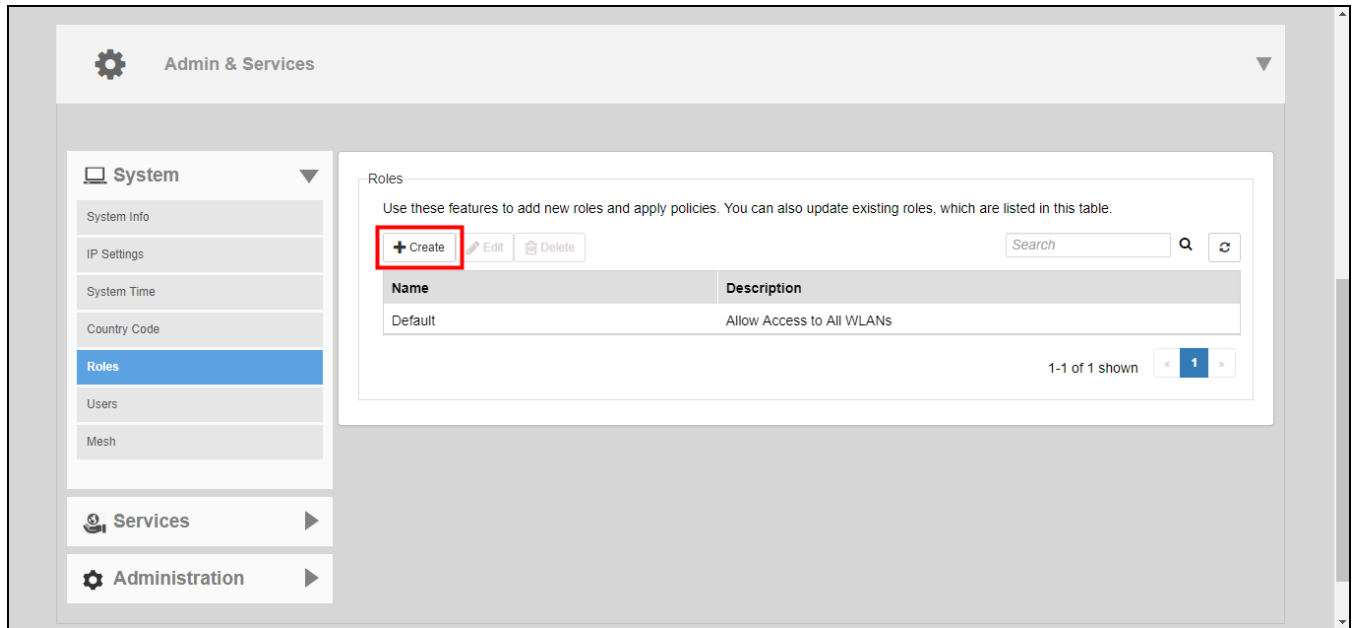 Admin & Services
System
System Info
IP Settings
System Time
Country Code
Roles
Users
Mesh
Services
Administration
Roles
Use these features to add new roles and apply policies. You can also update existing roles, which are listed in this table.
Create Edit Delete Search
Name Description
Default Allow Access to All WLANs
1-1 of 1 shown « 1 »